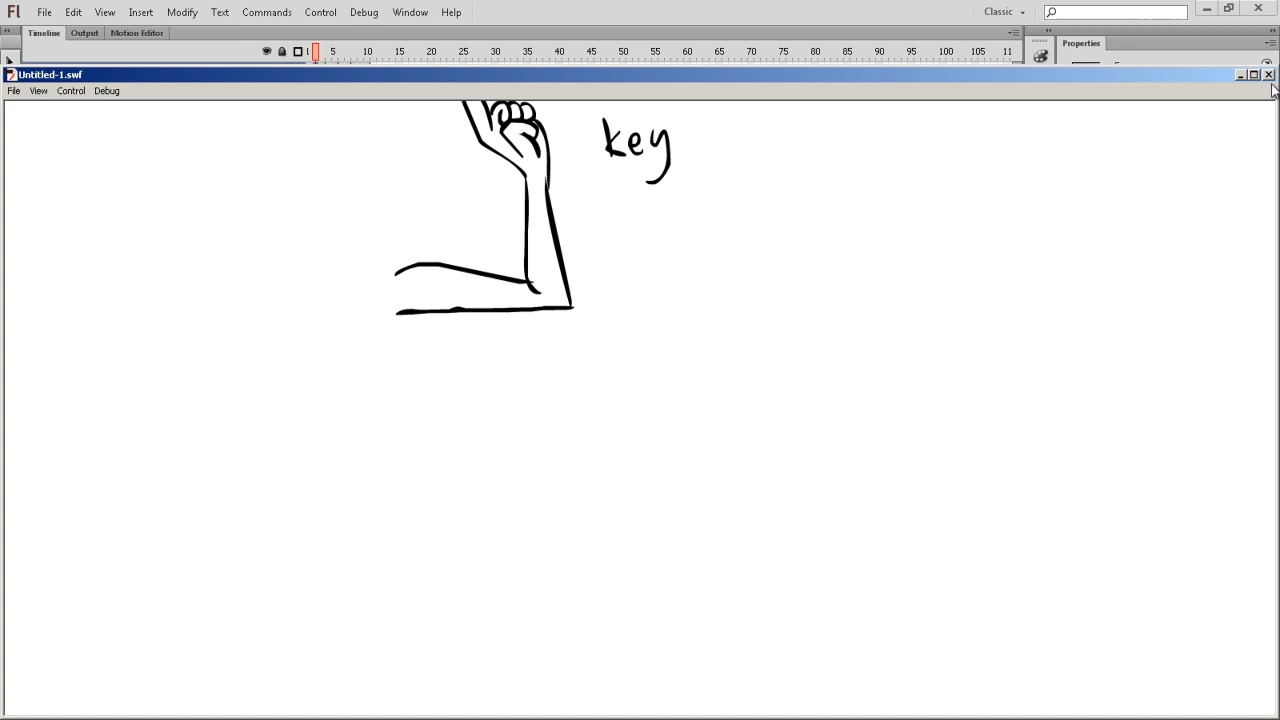 Fl File Edit View Insert Modify Text Commands Control Debug Window Help Classic
Timeline Output Motion Editor
Properties
1 5 10 15 20 25 30 35 40 45 50 55 60 65 70 75 80 85 90 95 100 105 11
Untitled-1.swf
File View Control Debug
key